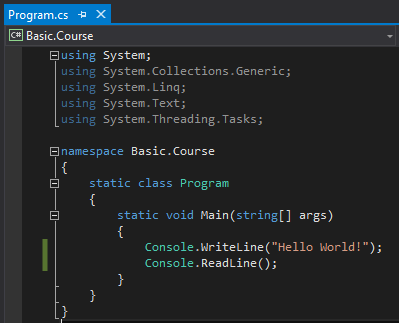 Program.cs
C# Basic.Course
using System;
using System.Collections.Generic;
using System.Linq;
using System.Text;
using System.Threading.Tasks;
namespace Basic.Course
{
static class Program
{
static void Main(string[] args)
{
Console.WriteLine("Hello World!");
Console.ReadLine();
}
}
}